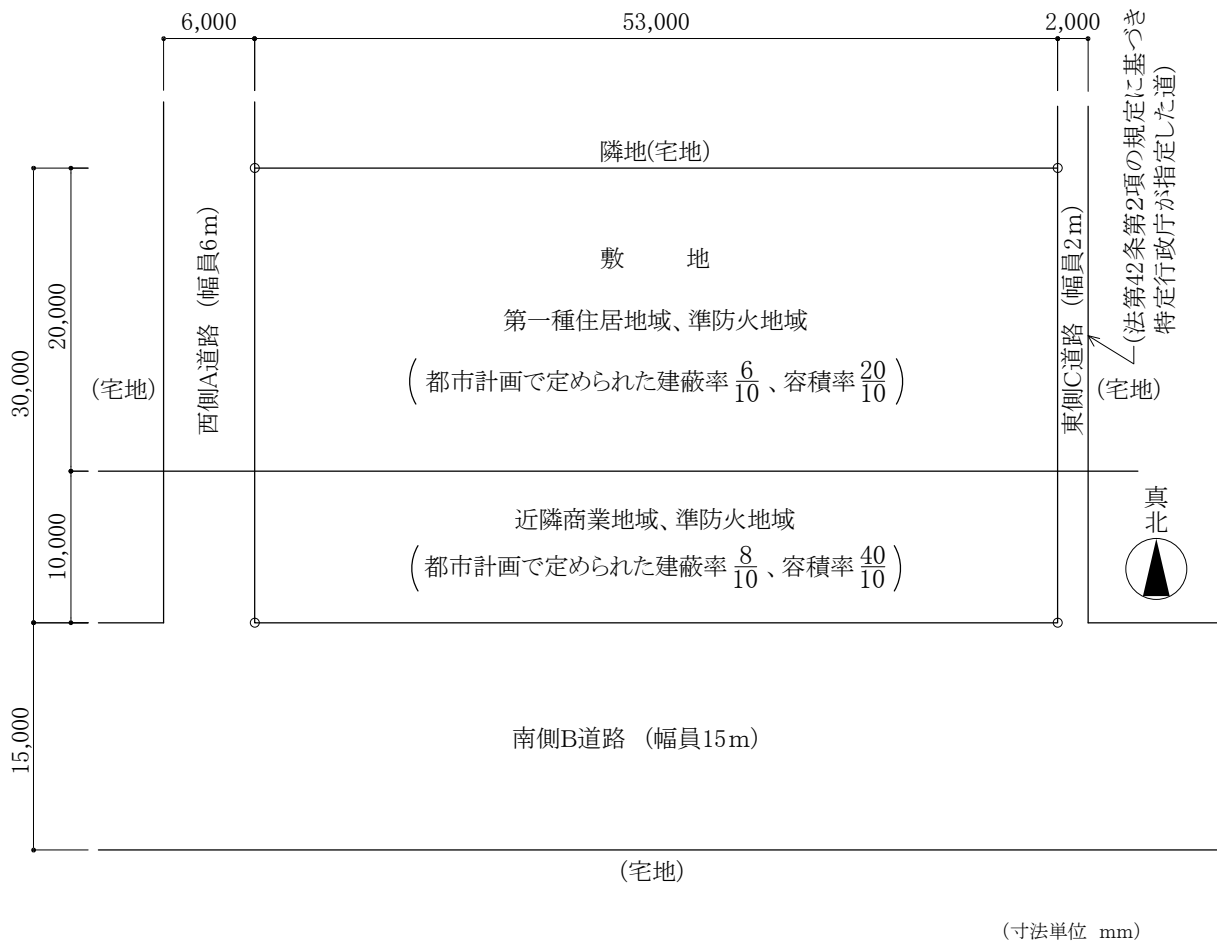 6,000
53,000
2,000
(法第42条第2項の規定に基づき
特定行政庁が指定した道)
隣地(宅地)
敷 地
第一種住居地域、準防火地域
(都市計画で定められた建蔽率 6/10 、容積率 20/10)
西側A道路 (幅員6m)
東側C道路 (幅員2m)
(宅地)
(宅地)
30,000
20,000
10,000
近隣商業地域、準防火地域
(都市計画で定められた建蔽率 8/10 、容積率 40/10)
真北
15,000
南側B道路 (幅員15m)
(宅地)
(寸法単位 mm)